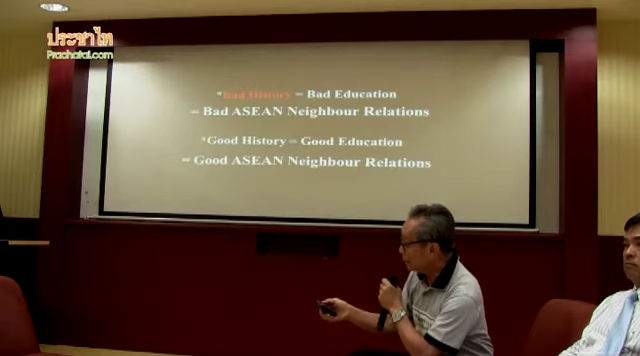 ประชาไท
Prachatai.com
*Bad History = Bad Education
= Bad ASEAN Neighbour Relations
*Good History = Good Education
= Good ASEAN Neighbour Relations